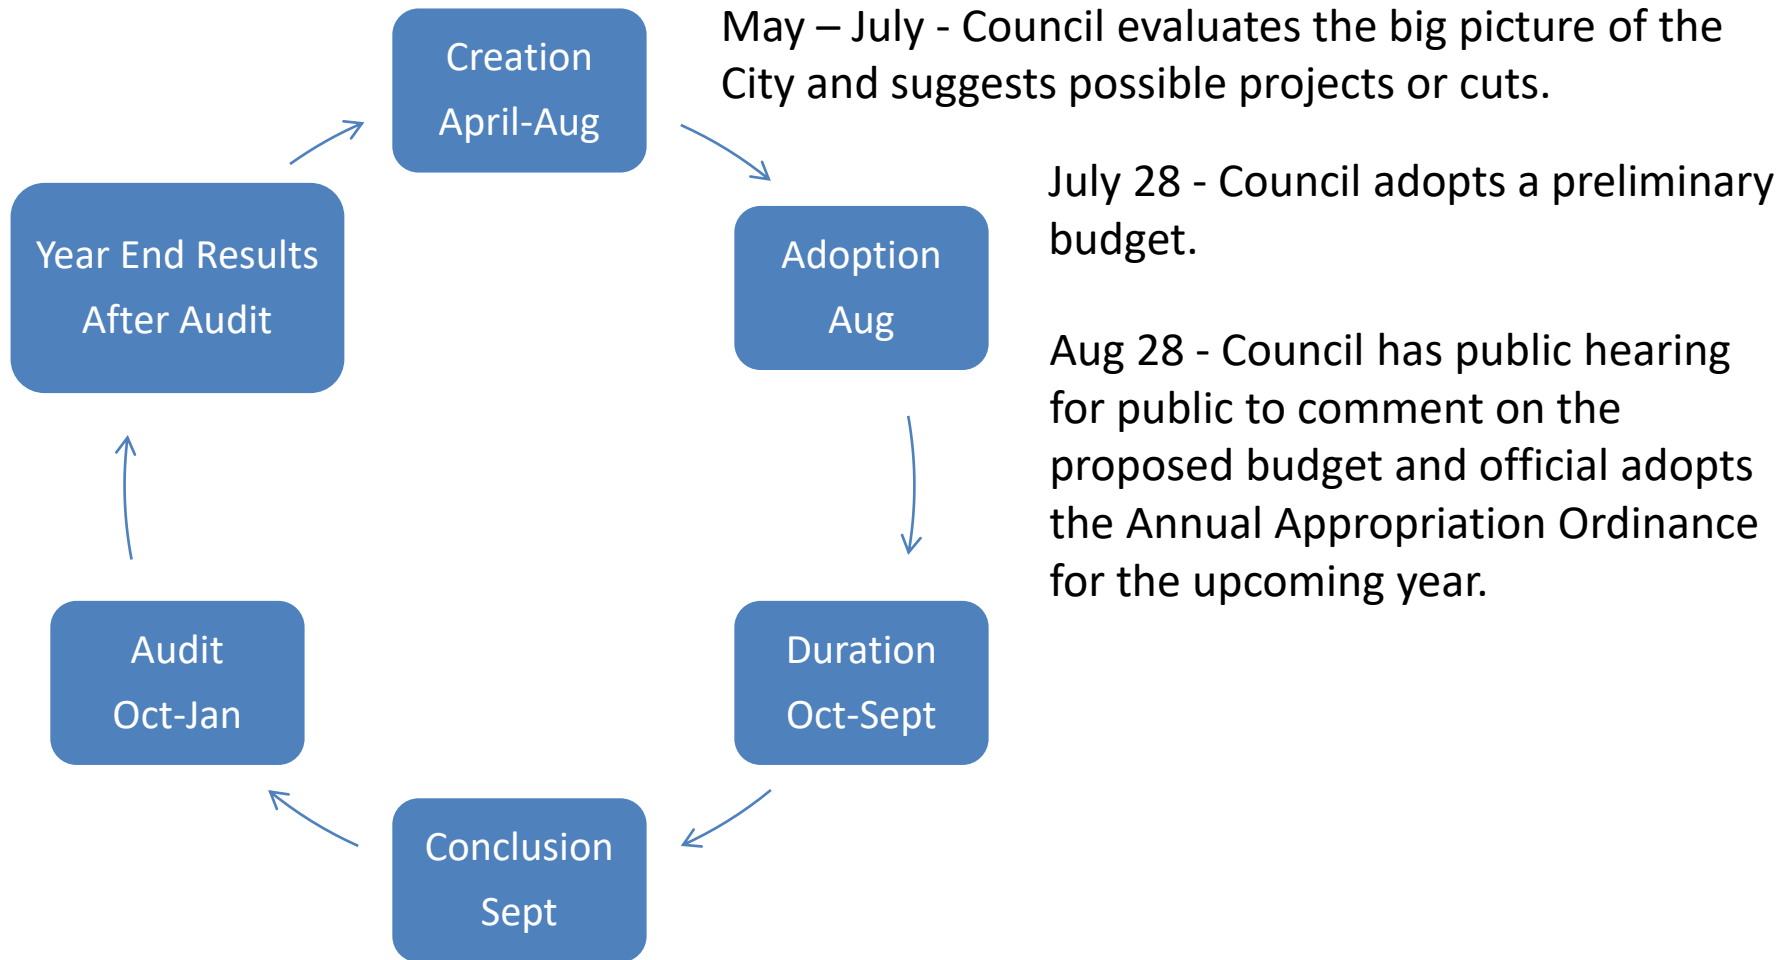 Creation
April-Aug
May – July - Council evaluates the big picture of the
City and suggests possible projects or cuts.
July 28 - Council adopts a preliminary
budget.
Adoption
Aug
Aug 28 - Council has public hearing
for public to comment on the
proposed budget and official adopts
the Annual Appropriation Ordinance
for the upcoming year.
Duration
Oct-Sept
Conclusion
Sept
Audit
Oct-Jan
Year End Results
After Audit